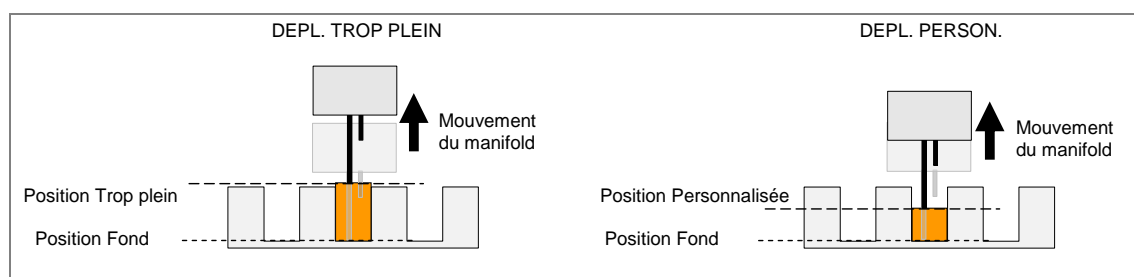 DEPL. TROP PLEIN
Mouvement
du manifold
Position Trop plein
Position Fond
DEPL. PERSON.
Mouvement
du manifold
Position Personnalisée
Position Fond